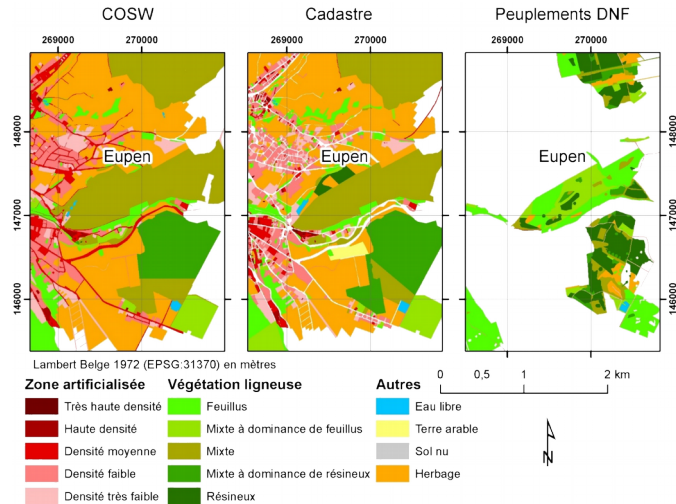 COSW
Cadastre
Peuplements DNF
269000 270000
269000 270000
269000 270000
148000
147000
146000
Eupen
Eupen
Eupen
148000
147000
146000
Lambert Belge 1972 (EPSG:31370) en mètres
Zone artificialisée
Très haute densité
Haute densité
Densité moyenne
Densité faible
Densité très faible
Végétation ligneuse
Feuillus
Mixte à dominance de feuillus
Mixte
Mixte à dominance de résineux
Résineux
Autres
Eau libre
Terre arable
Sol nu
Herbage
0 0,5 1 2 km
N